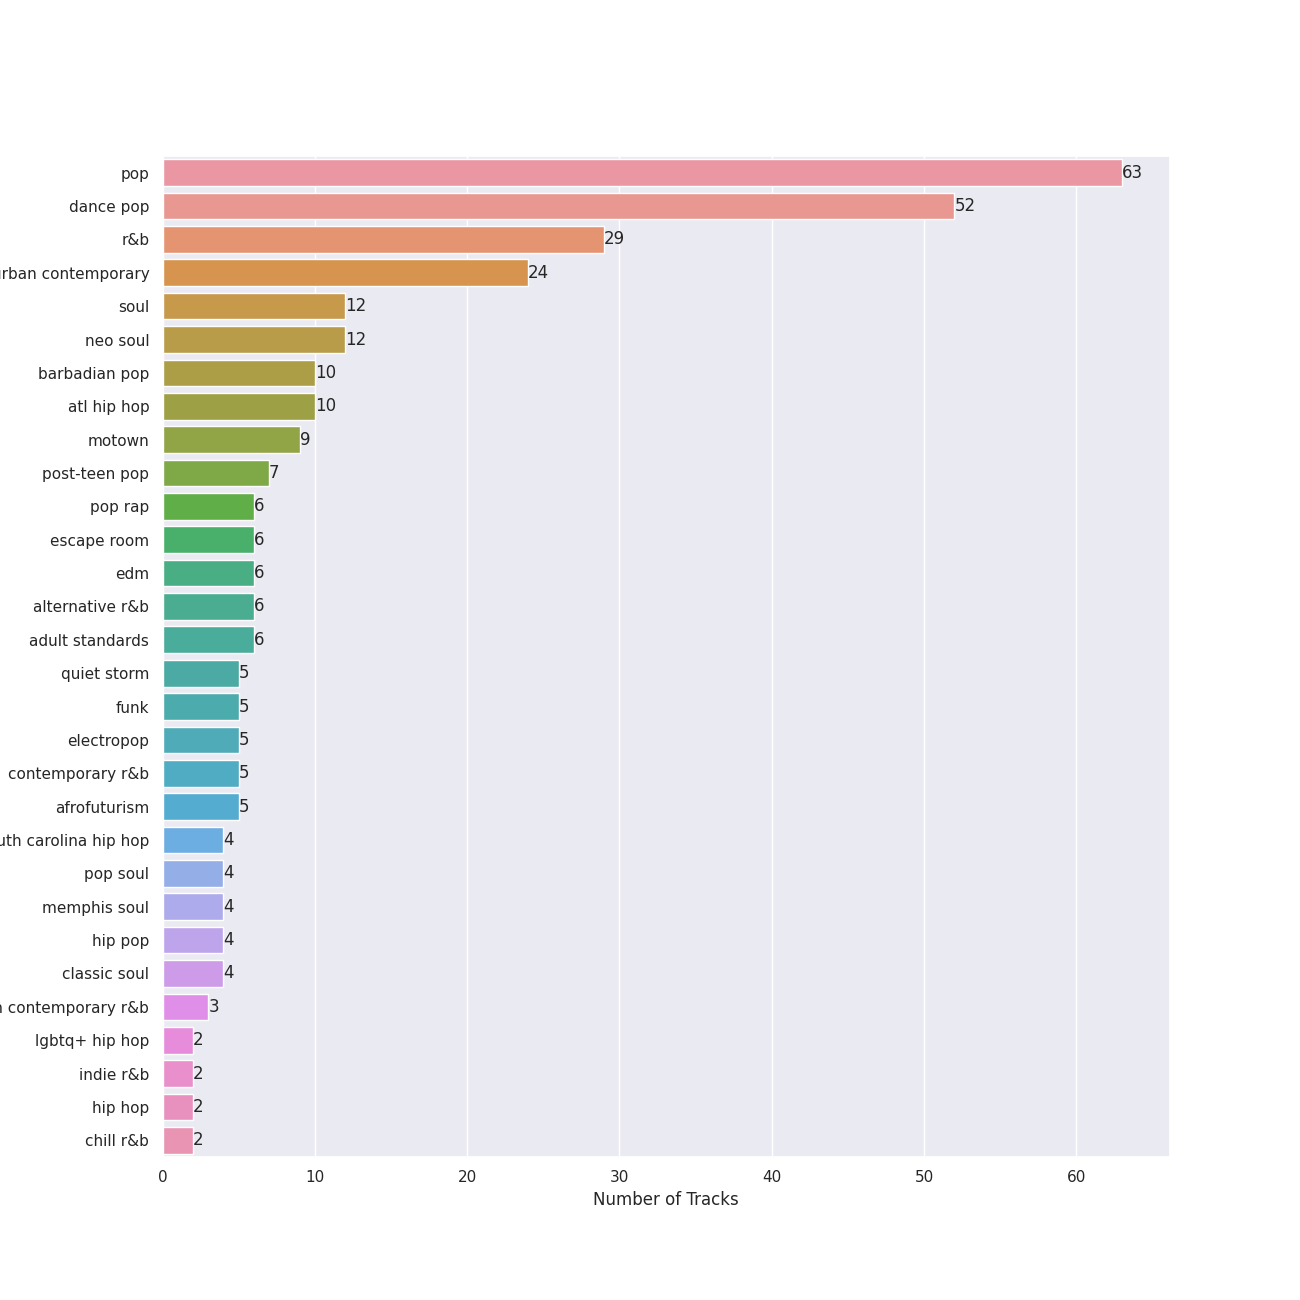 pop 63
dance pop 52
r&b 29
urban contemporary 24
soul 12
neo soul 12
barbadian pop 10
atl hip hop 10
motown 9
post-teen pop 7
pop rap 6
escape room 6
edm 6
alternative r&b 6
adult standards 6
quiet storm 5
funk 5
electropop 5
contemporary r&b 5
afrofuturism 5
carolina hip hop 4
pop soul 4
memphis soul 4
hip pop 4
classic soul 4
contemporary r&b 3
lgbtq+ hip hop 2
indie r&b 2
hip hop 2
chill r&b 2
0 10 20 30 40 50 60
Number of Tracks